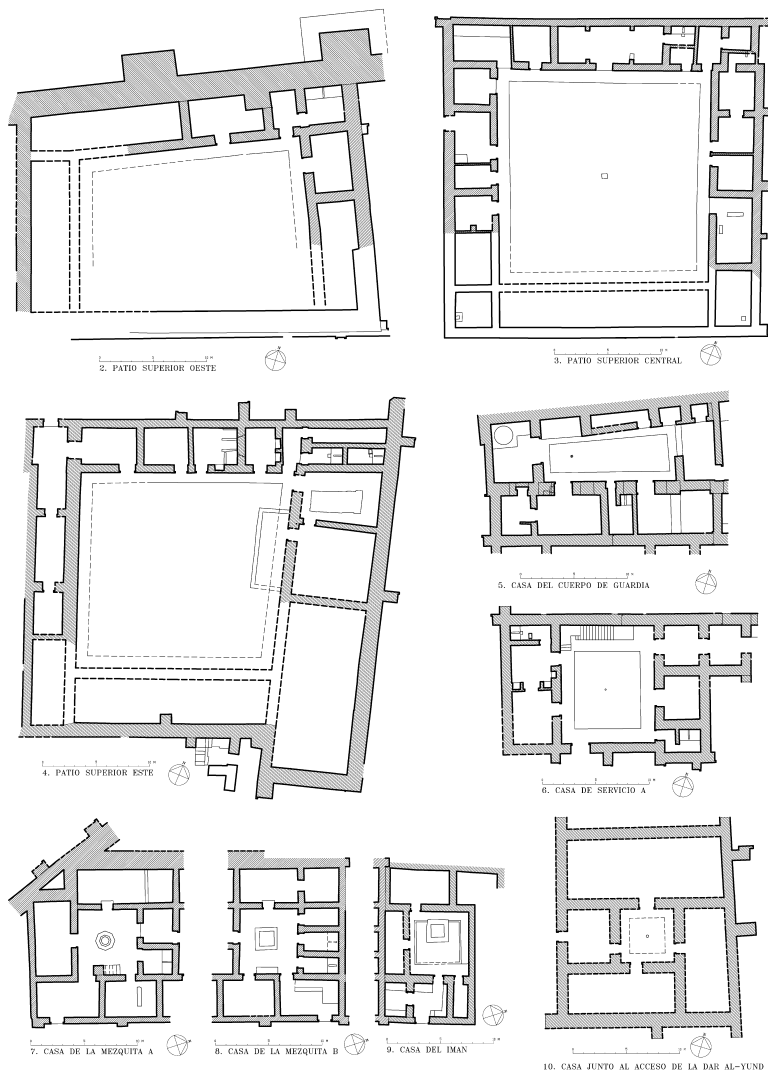 2. PATIO SUPERIOR OESTE
3. PATIO SUPERIOR CENTRAL
4. PATIO SUPERIOR ESTE
5. CASA DEL CUERPO DE GUARDIA
6. CASA DE SERVICIO A
7. CASA DE LA MEZQUITA A
8. CASA DE LA MEZQUITA B
9. CASA DEL IMAN
10. CASA JUNTO AL ACCESO DE LA DAR AL-YUND